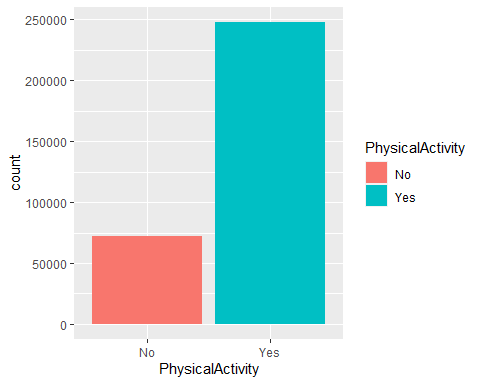 250000
200000
150000
100000
50000
0
count
No
Yes
PhysicalActivity
PhysicalActivity
No
Yes